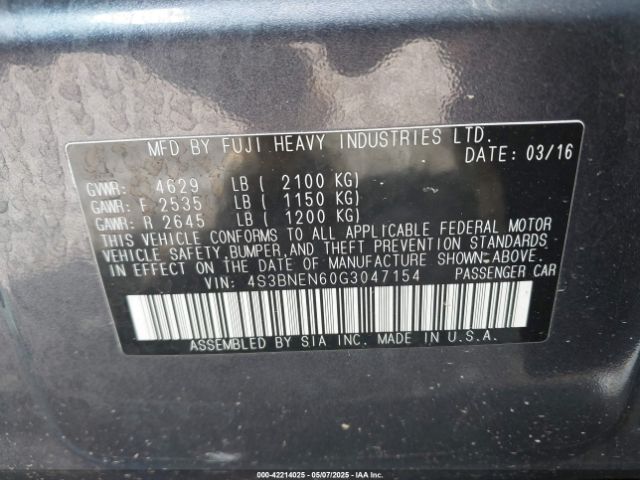 MFD BY FUJI HEAVY INDUSTRIES LTD.
DATE: 03/16
GVWR: 4629 LB ( 2100 KG)
GAWR: F 2535 LB ( 1150 KG)
GAWR: R 2645 LB ( 1200 KG)
THIS VEHICLE CONFORMS TO ALL APPLICABLE FEDERAL MOTOR
VEHICLE SAFETY, BUMPER, AND THEFT PREVENTION STANDARDS
IN EFFECT ON THE DATE OF MANUFACTURE SHOWN ABOVE.
VIN: 4S3BNEN60G3047154 PASSENGER CAR
ASSEMBLED BY SIA INC. MADE IN U.S.A.
000-42214025 - 05/07/2025 - IAAI.COM